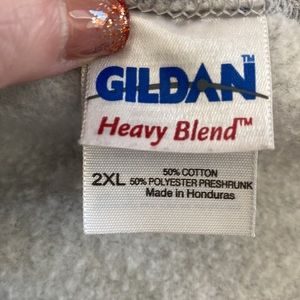 GILDAN™
Heavy Blend™
50% COTTON
2XL 50% POLYESTER PRESHRUNK
Made in Honduras